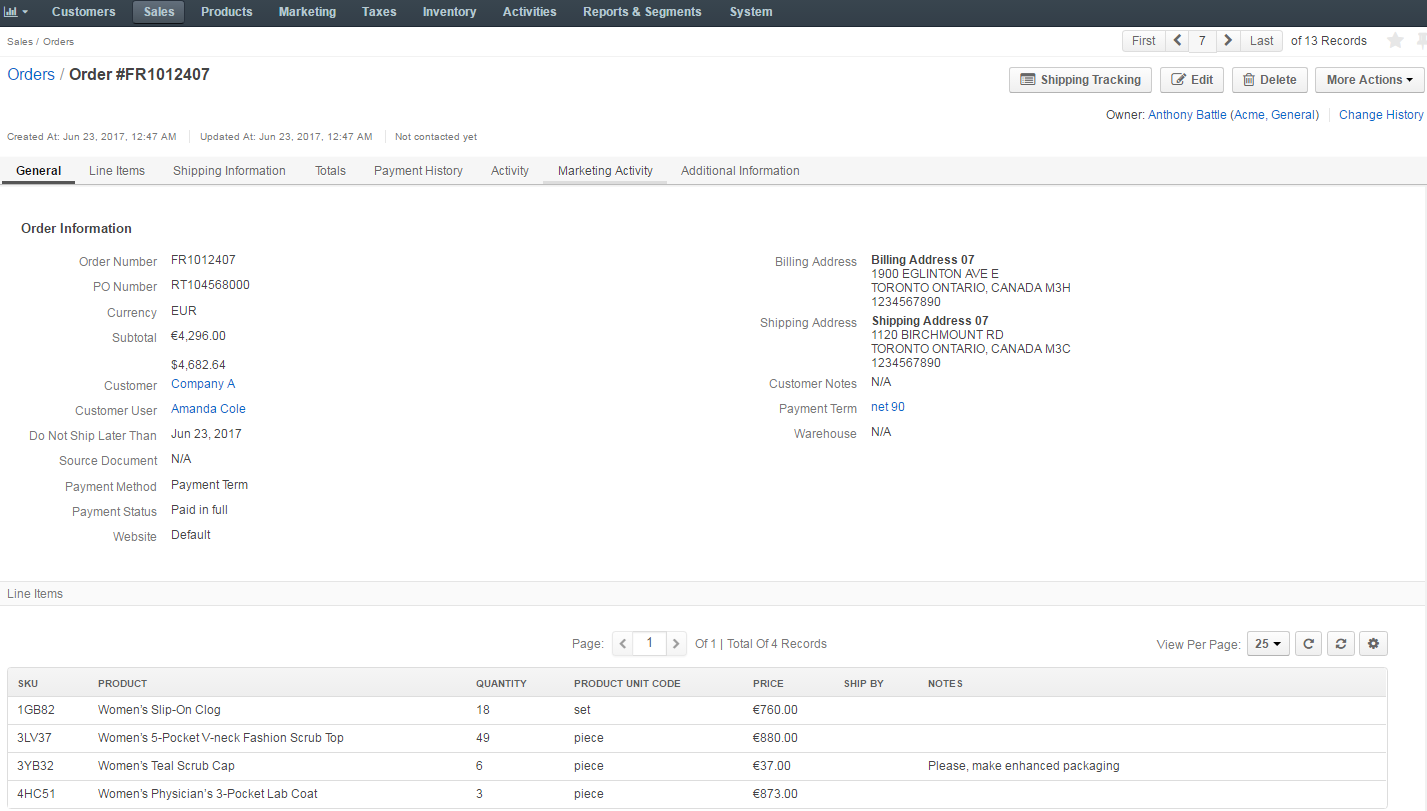 Customers Sales Products Marketing Taxes Inventory Activities Reports & Segments System
Sales / Orders
First 7 Last of 13 Records
Orders / Order #FR1012407
Shipping Tracking Edit Delete More Actions
Owner: Anthony Battle (Acme, General) Change History
Created At: Jun 23, 2017, 12:47 AM Updated At: Jun 23, 2017, 12:47 AM Not contacted yet
General Line Items Shipping Information Totals Payment History Activity Marketing Activity Additional Information
Order Information
Order Number FR1012407
PO Number RT104568000
Currency EUR
Subtotal €4,296.00
$4,682.64
Customer Company A
Customer User Amanda Cole
Do Not Ship Later Than Jun 23, 2017
Source Document N/A
Payment Method Payment Term
Payment Status Paid in full
Website Default
Billing Address Billing Address 07
1900 EGLINTON AVE E
TORONTO ONTARIO, CANADA M3H
1234567890
Shipping Address Shipping Address 07
1120 BIRCHMOUNT RD
TORONTO ONTARIO, CANADA M3C
1234567890
Customer Notes N/A
Payment Term net 90
Warehouse N/A
Line Items
Page: 1 Of 1 | Total Of 4 Records View Per Page: 25
SKU PRODUCT QUANTITY PRODUCT UNIT CODE PRICE SHIP BY NOTES
1GB82 Women's Slip-On Clog 18 set €760.00
3LV37 Women's 5-Pocket V-neck Fashion Scrub Top 49 piece €880.00
3YB32 Women's Teal Scrub Cap 6 piece €37.00 Please, make enhanced packaging
4HC51 Women's Physician's 3-Pocket Lab Coat 3 piece €873.00